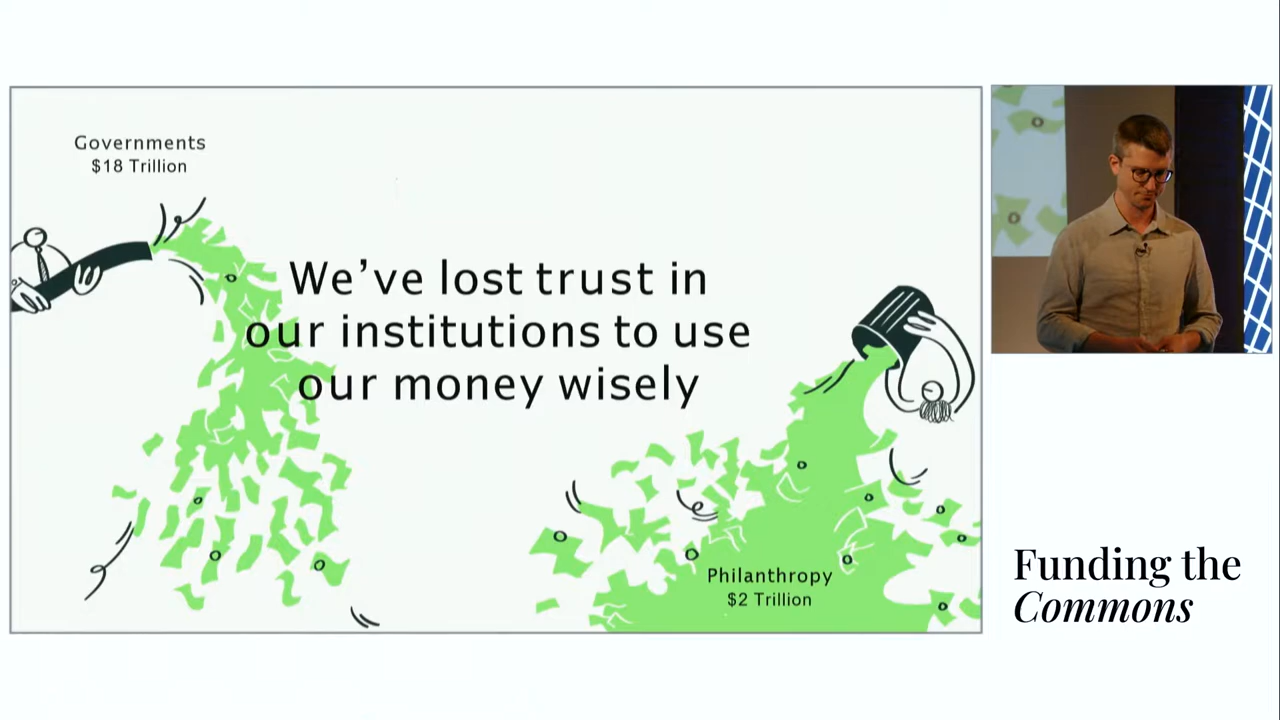 Governments
$18 Trillion
We’ve lost trust in
our institutions to use
our money wisely
Philanthropy
$2 Trillion
Funding the
Commons